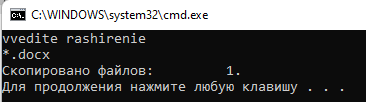 C:\WINDOWS\system32\cmd.exe
vvedite rashirenie
*.docx
Скопировано файлов:         1.
Для продолжения нажмите любую клавишу . . .